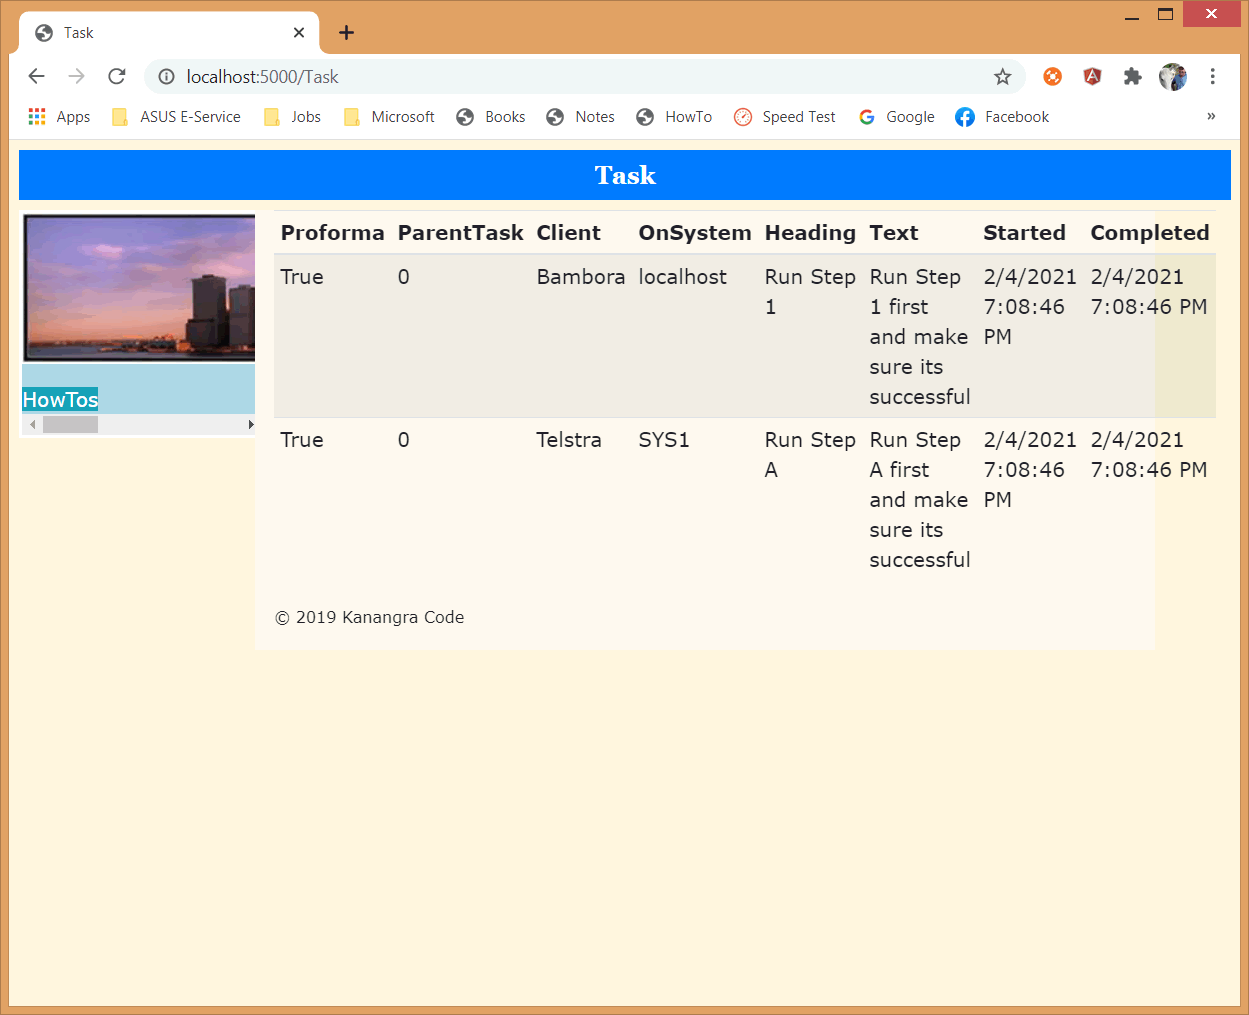 Task
localhost:5000/Task
Apps ASUS E-Service Jobs Microsoft Books Notes HowTo Speed Test Google Facebook »
Task
Proforma ParentTask Client OnSystem Heading Text Started Completed
True 0 Bambora localhost Run Step Run Step 2/4/2021 2/4/2021
1 1 first 7:08:46 7:08:46 PM
and make PM
sure its
successful
HowTos
True 0 Telstra SYS1 Run Step Run Step 2/4/2021 2/4/2021
A A first 7:08:46 7:08:46 PM
and make PM
sure its
successful
© 2019 Kanangra Code